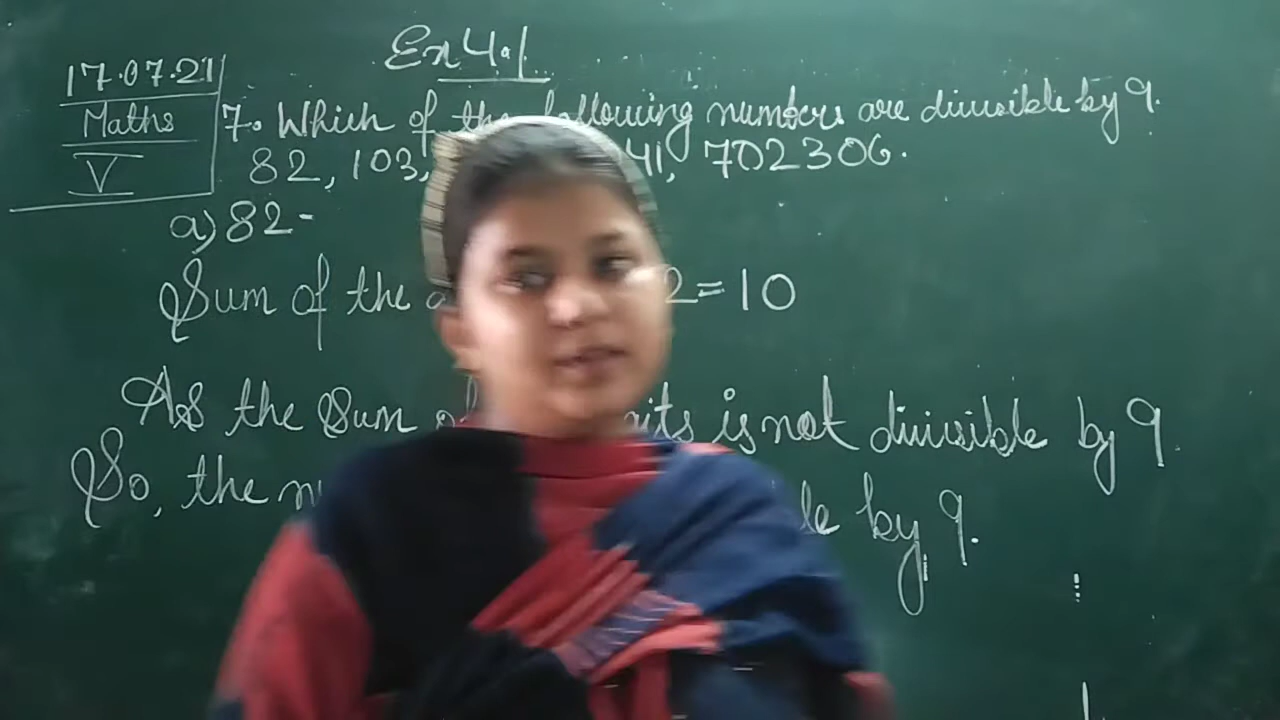 Ex 4.1
17.07.21
Maths
V
7. Which of the following numbers are divisible by 9.
82, 103, 41, 702306.
a) 82 -
Sum of the 2 = 10
As the Sum is not divisible by 9.
So, the by 9.